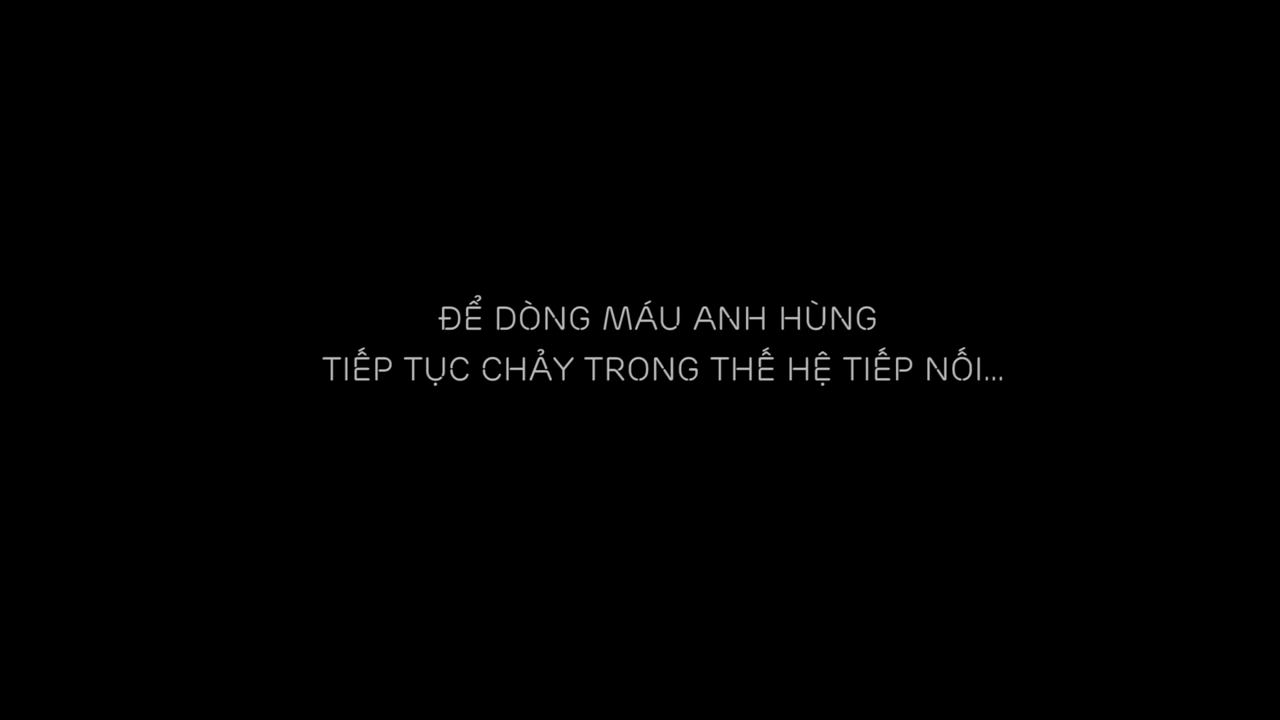 ĐỂ DÒNG MÁU ANH HÙNG
TIẾP TỤC CHẢY TRONG THẾ HỆ TIẾP NỐI...